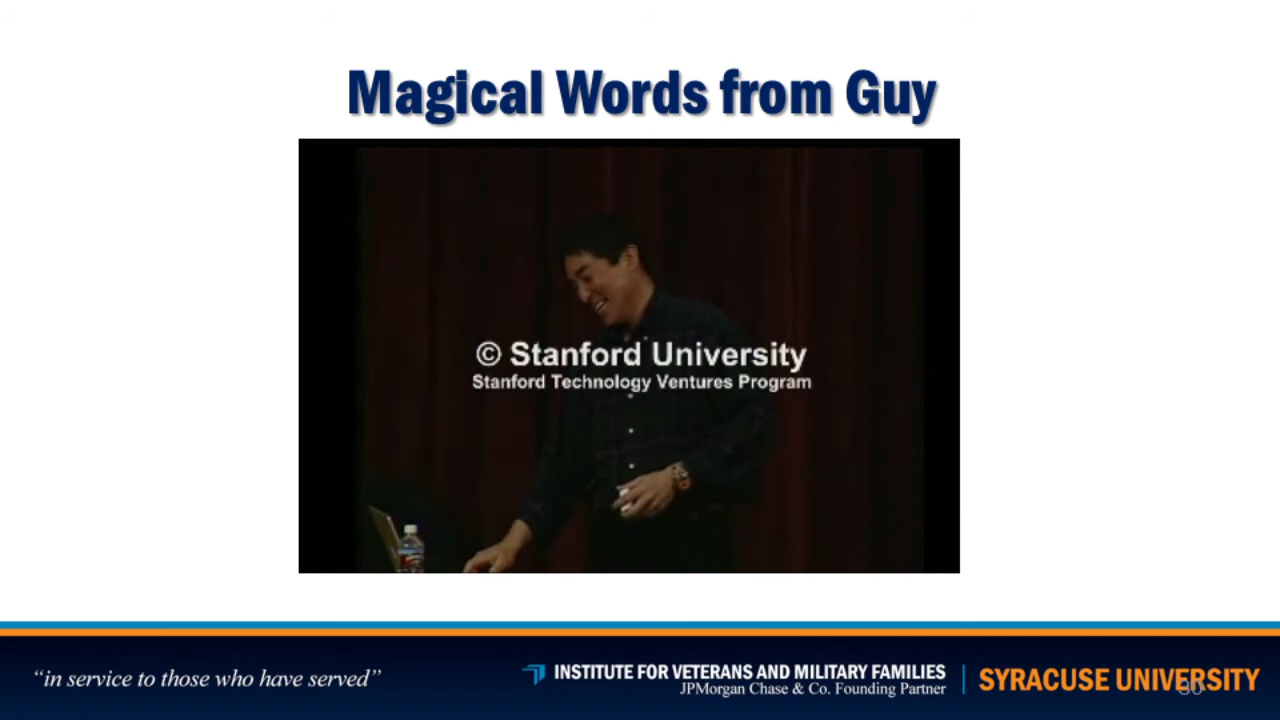 Magical Words from Guy
© Stanford University
Stanford Technology Ventures Program
“in service to those who have served”
INSTITUTE FOR VETERANS AND MILITARY FAMILIES
JPMorgan Chase & Co. Founding Partner
SYRACUSE UNIVERSITY
30